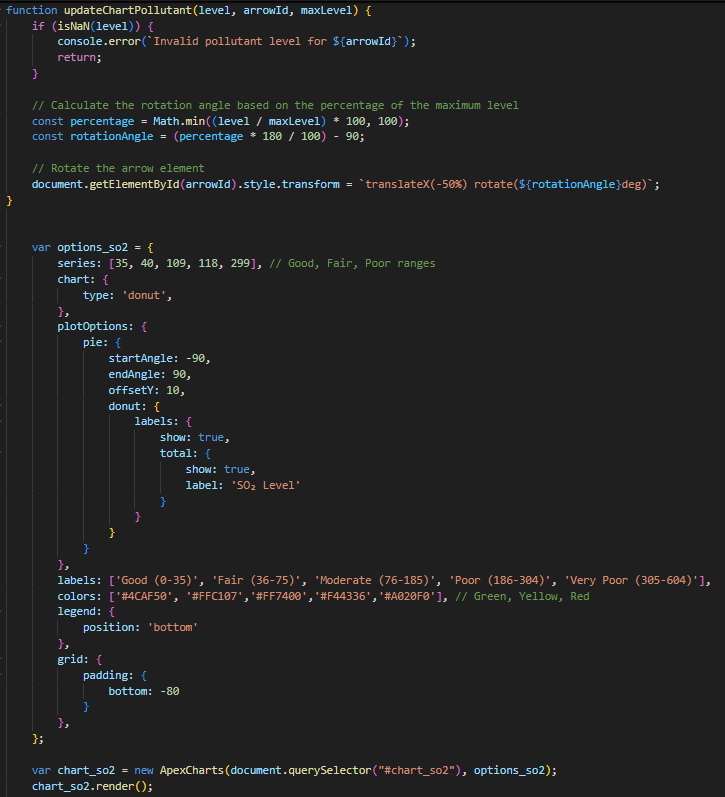 function updateChartPollutant(level, arrowId, maxLevel) {
    if (isNaN(level)) {
        console.error(`Invalid pollutant level for ${arrowId}`);
        return;
    }

    // Calculate the rotation angle based on the percentage of the maximum level
    const percentage = Math.min((level / maxLevel) * 100, 100);
    const rotationAngle = (percentage * 180 / 100) - 90;

    // Rotate the arrow element
    document.getElementById(arrowId).style.transform = `translateX(-50%) rotate(${rotationAngle}deg)`;
}

    var options_so2 = {
        series: [35, 40, 109, 118, 299], // Good, Fair, Poor ranges
        chart: {
            type: 'donut',
        },
        plotOptions: {
            pie: {
                startAngle: -90,
                endAngle: 90,
                offsetY: 10,
                donut: {
                    labels: {
                        show: true,
                        total: {
                            show: true,
                            label: 'SO₂ Level'
                        }
                    }
                }
            }
        },
        labels: ['Good (0-35)', 'Fair (36-75)', 'Moderate (76-185)', 'Poor (186-304)', 'Very Poor (305-604)'],
        colors: ['#4CAF50', '#FFC107','#FF7400','#F44336','#A020F0'], // Green, Yellow, Red
        legend: {
            position: 'bottom'
        },
        grid: {
            padding: {
                bottom: -80
            }
        },
    };

    var chart_so2 = new ApexCharts(document.querySelector("#chart_so2"), options_so2);
    chart_so2.render();